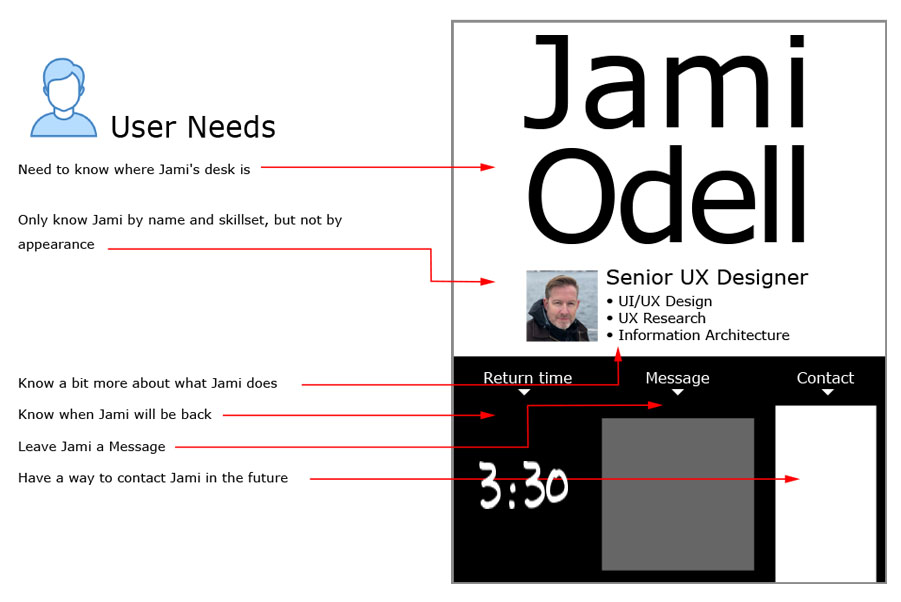 User Needs
Need to know where Jami's desk is
Only know Jami by name and skillset, but not by
appearance
Know a bit more about what Jami does
Know when Jami will be back
Leave Jami a Message
Have a way to contact Jami in the future
Jami
Odell
Senior UX Designer
• UI/UX Design
• UX Research
• Information Architecture
Return time
Message
Contact
3:30